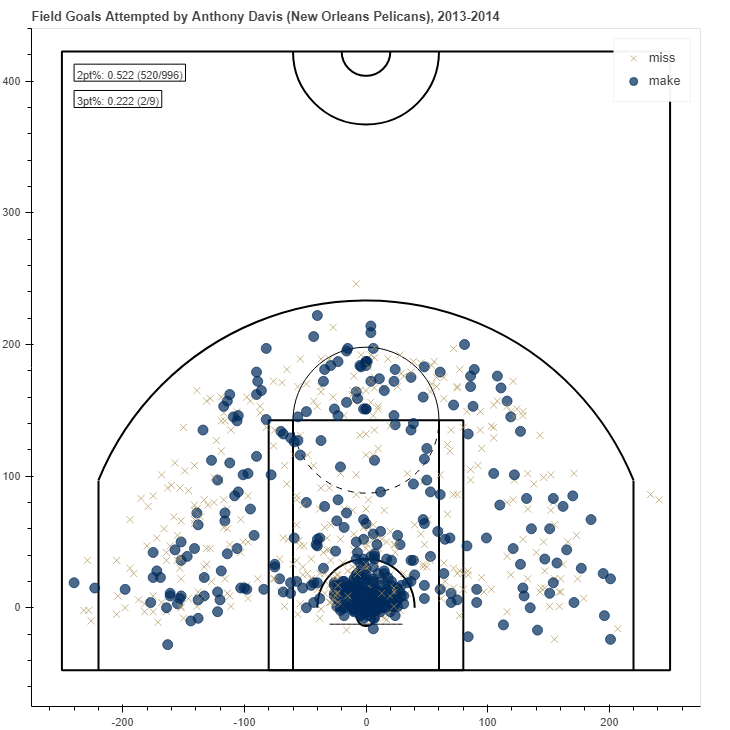 Field Goals Attempted by Anthony Davis (New Orleans Pelicans), 2013-2014
2pt%: 0.522 (520/996)
3pt%: 0.222 (2/9)
miss
make
400
300
200
100
0
-200
-100
0
100
200